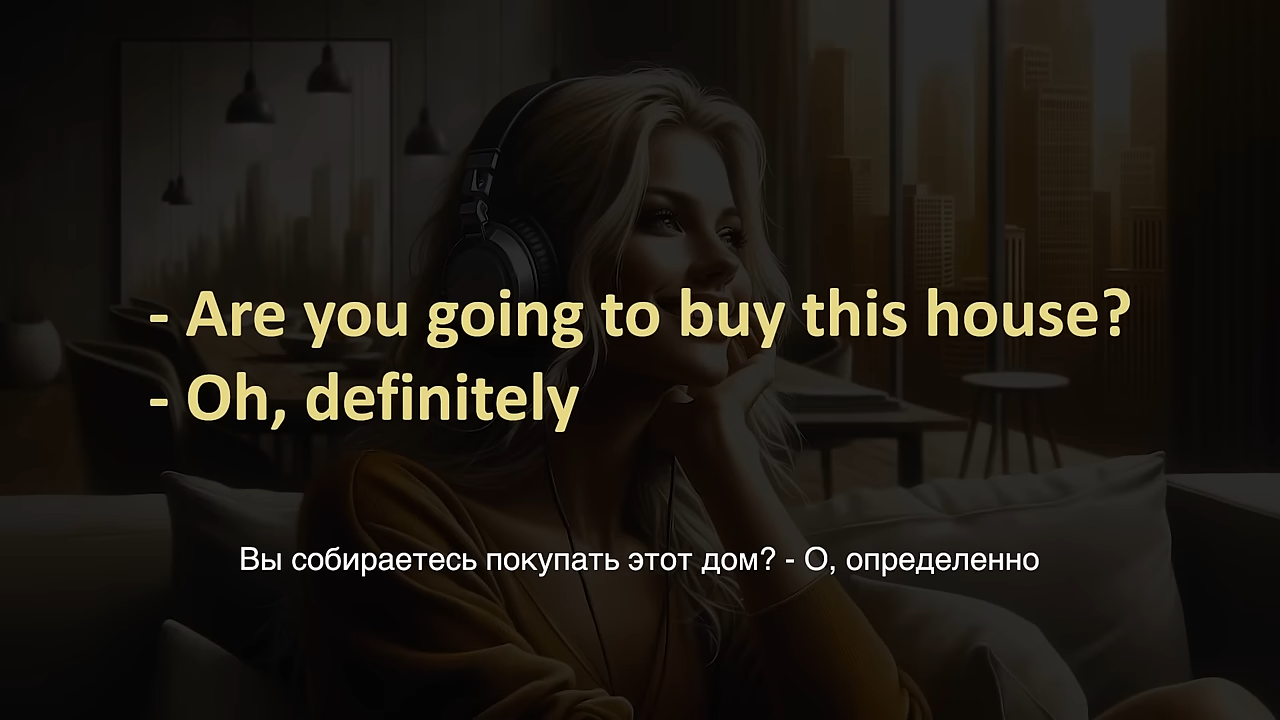 - Are you going to buy this house?
- Oh, definitely
Вы собираетесь покупать этот дом? - О, определенно